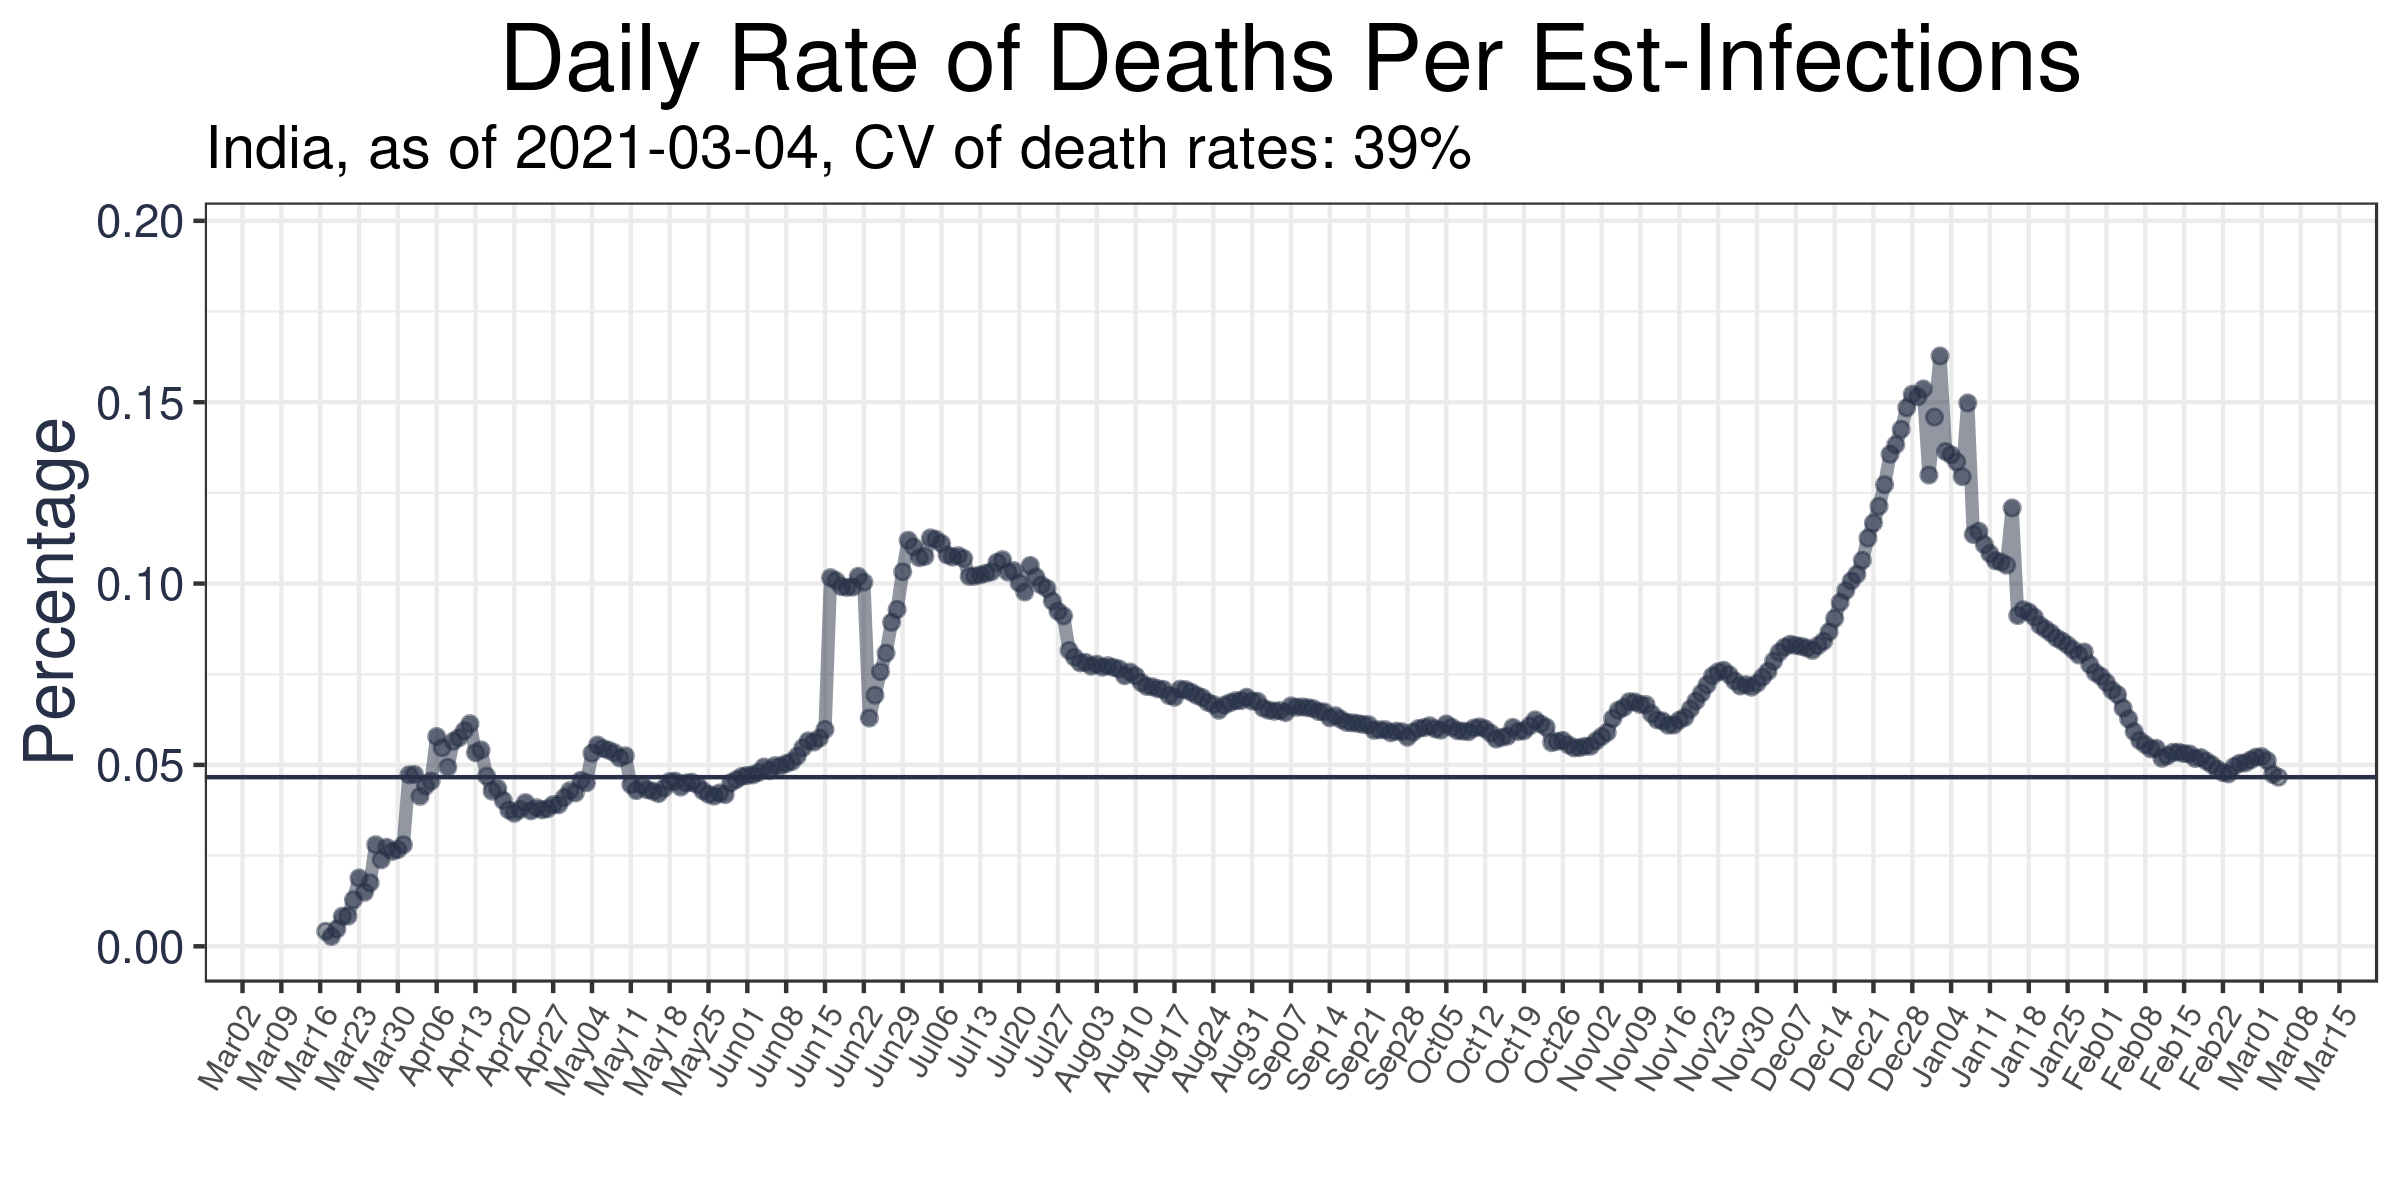 Daily Rate of Deaths Per Est-Infections
India, as of 2021-03-04, CV of death rates: 39%
Percentage
0.20
0.15
0.10
0.05
0.00
Mar02
Mar09
Mar16
Mar23
Mar30
Apr06
Apr13
Apr20
Apr27
May04
May11
May18
May25
Jun01
Jun08
Jun15
Jun22
Jun29
Jul06
Jul13
Jul20
Jul27
Aug03
Aug10
Aug17
Aug24
Aug31
Sep07
Sep14
Sep21
Sep28
Oct05
Oct12
Oct19
Oct26
Nov02
Nov09
Nov16
Nov23
Nov30
Dec07
Dec14
Dec21
Dec28
Jan04
Jan11
Jan18
Jan25
Feb01
Feb08
Feb15
Feb22
Mar01
Mar08
Mar15